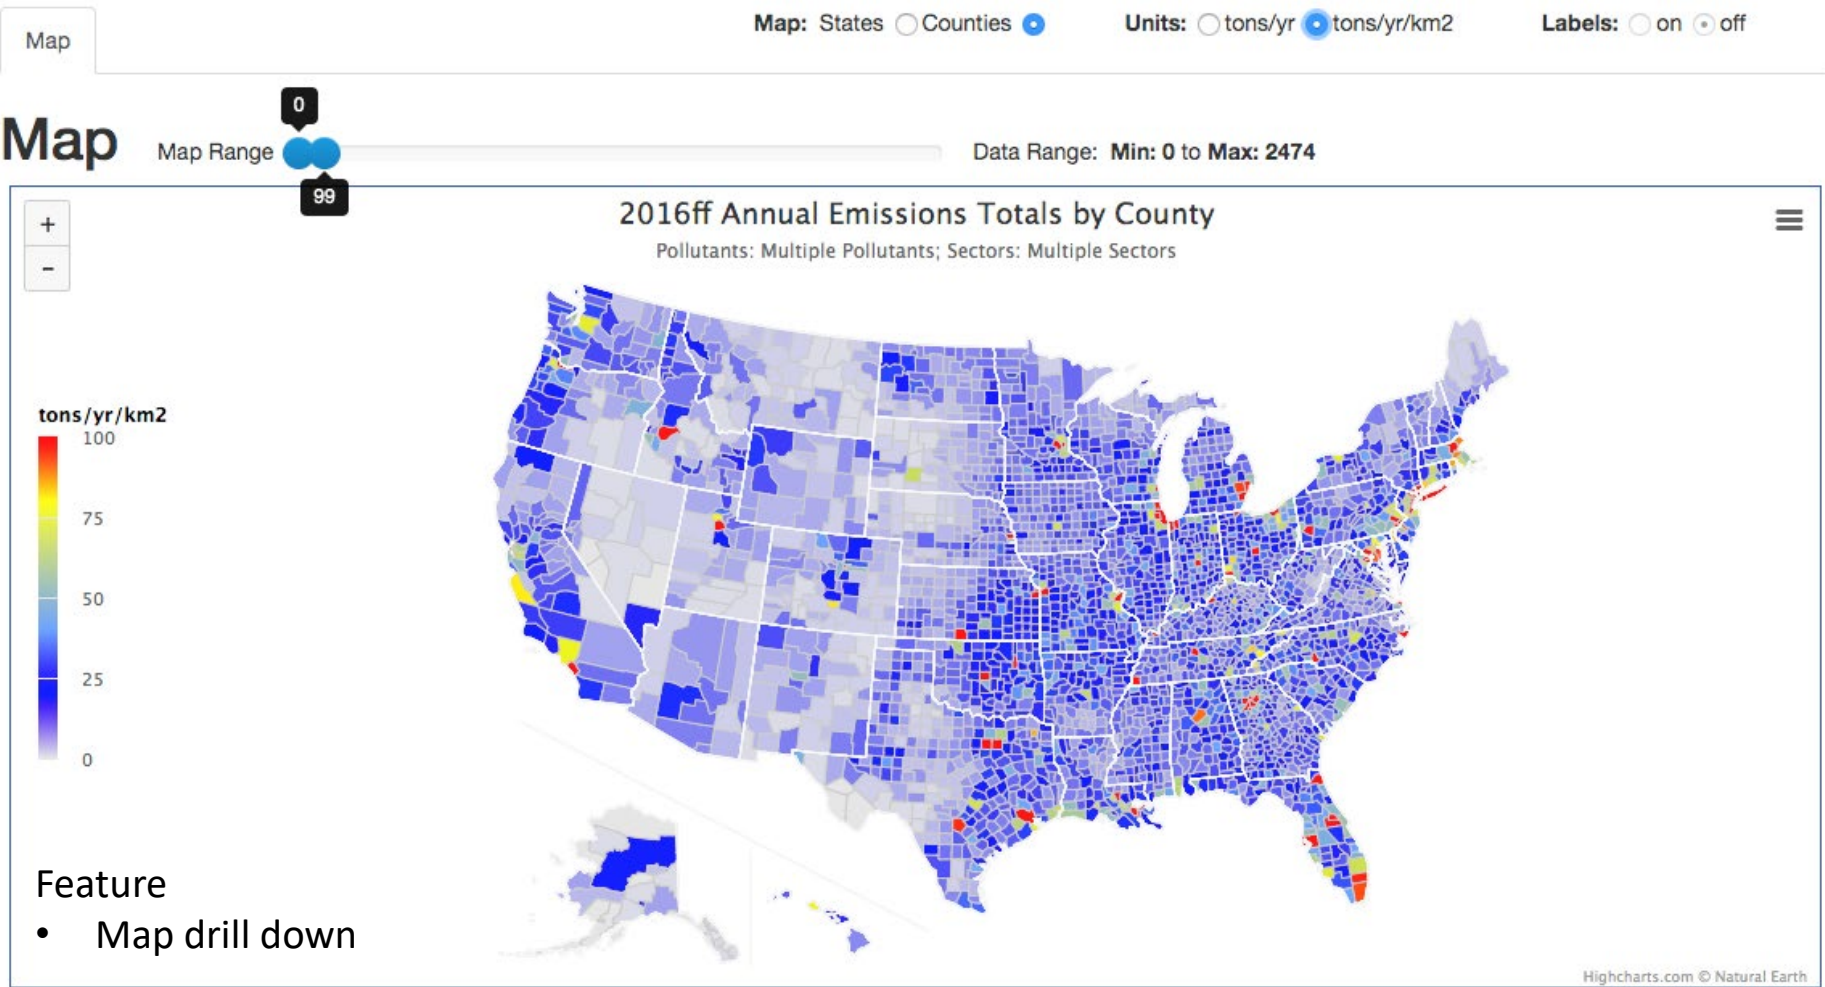 Map
Map: States Counties
Units: tons/yr tons/yr/km2
Labels: on off
Map
Map Range
0
99
Data Range: Min: 0 to Max: 2474
+
-
2016ff Annual Emissions Totals by County
Pollutants: Multiple Pollutants; Sectors: Multiple Sectors
tons/yr/km2
100
75
50
25
0
Feature
• Map drill down
Highcharts.com © Natural Earth